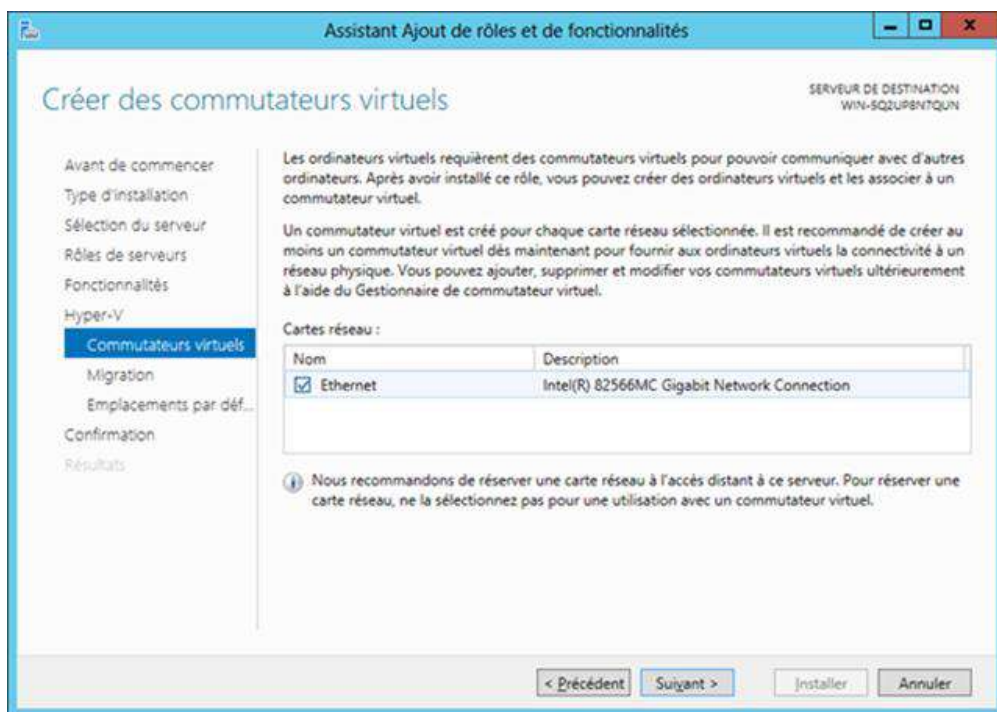 Assistant Ajout de rôles et de fonctionnalités
Créer des commutateurs virtuels
SERVEUR DE DESTINATION
WIN-SQ2UP8N7QUN
Avant de commencer
Type d'installation
Sélection du serveur
Rôles de serveurs
Fonctionnalités
Hyper-V
Commutateurs virtuels
Migration
Emplacements par déf...
Confirmation
Résultats
Les ordinateurs virtuels requièrent des commutateurs virtuels pour pouvoir communiquer avec d'autres
ordinateurs. Après avoir installé ce rôle, vous pouvez créer des ordinateurs virtuels et les associer à un
commutateur virtuel.
Un commutateur virtuel est créé pour chaque carte réseau sélectionnée. Il est recommandé de créer au
moins un commutateur virtuel dès maintenant pour fournir aux ordinateurs virtuels la connectivité à un
réseau physique. Vous pouvez ajouter, supprimer et modifier vos commutateurs virtuels ultérieurement
à l'aide du Gestionnaire de commutateur virtuel.
Cartes réseau :
Nom Description
Ethernet Intel(R) 82566MC Gigabit Network Connection
Nous recommandons de réserver une carte réseau à l'accès distant à ce serveur. Pour réserver une
carte réseau, ne la sélectionnez pas pour une utilisation avec un commutateur virtuel.
< Précédent Suivant > Installer Annuler